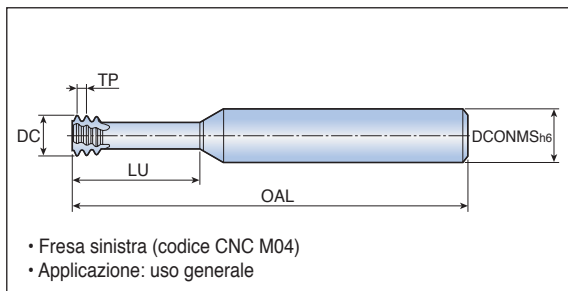 TP
DC
DCONMSh6
LU
OAL
• Fresa sinistra (codice CNC M04)
• Applicazione: uso generale